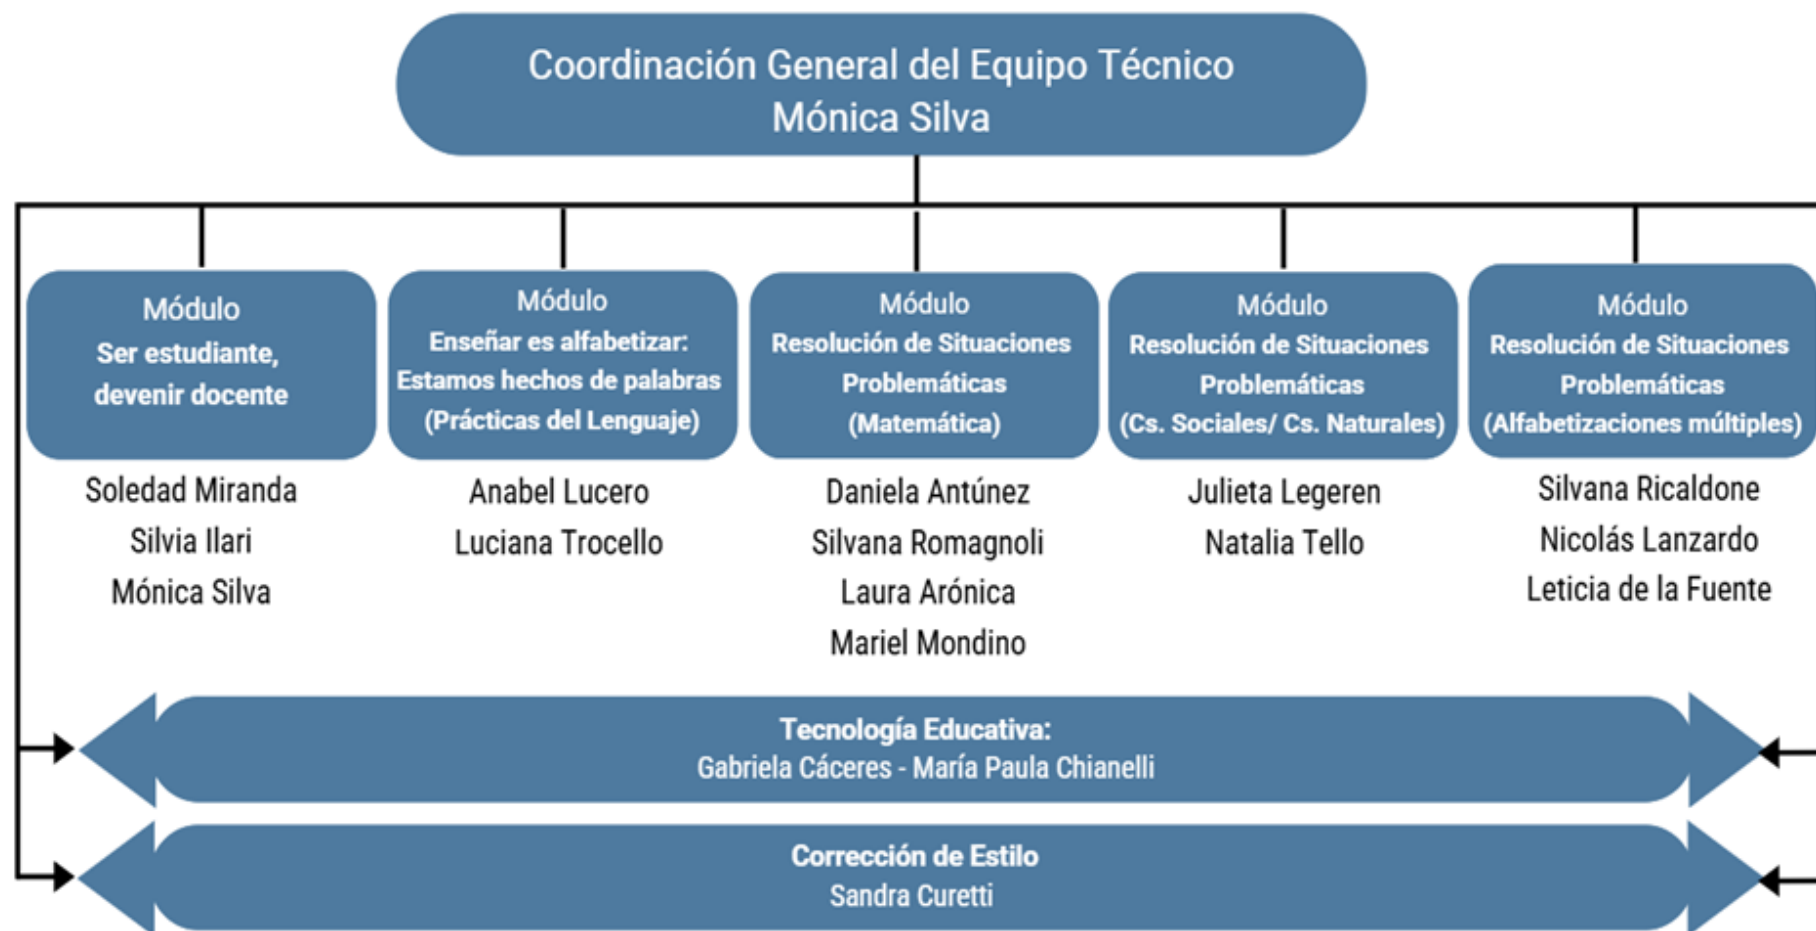 Coordinación General del Equipo Técnico
Mónica Silva
Módulo
Ser estudiante,
devenir docente
Soledad Miranda
Silvia Ilari
Mónica Silva
Módulo
Enseñar es alfabetizar:
Estamos hechos de palabras
(Prácticas del Lenguaje)
Anabel Lucero
Luciana Trocello
Módulo
Resolución de Situaciones
Problemáticas
(Matemática)
Daniela Antúnez
Silvana Romagnoli
Laura Arónica
Mariel Mondino
Módulo
Resolución de Situaciones
Problemáticas
(Cs. Sociales/ Cs. Naturales)
Julieta Legeren
Natalia Tello
Módulo
Resolución de Situaciones
Problemáticas
(Alfabetizaciones múltiples)
Silvana Ricaldone
Nicolás Lanzardo
Leticia de la Fuente
Tecnología Educativa:
Gabriela Cáceres - María Paula Chianelli
Corrección de Estilo
Sandra Curetti